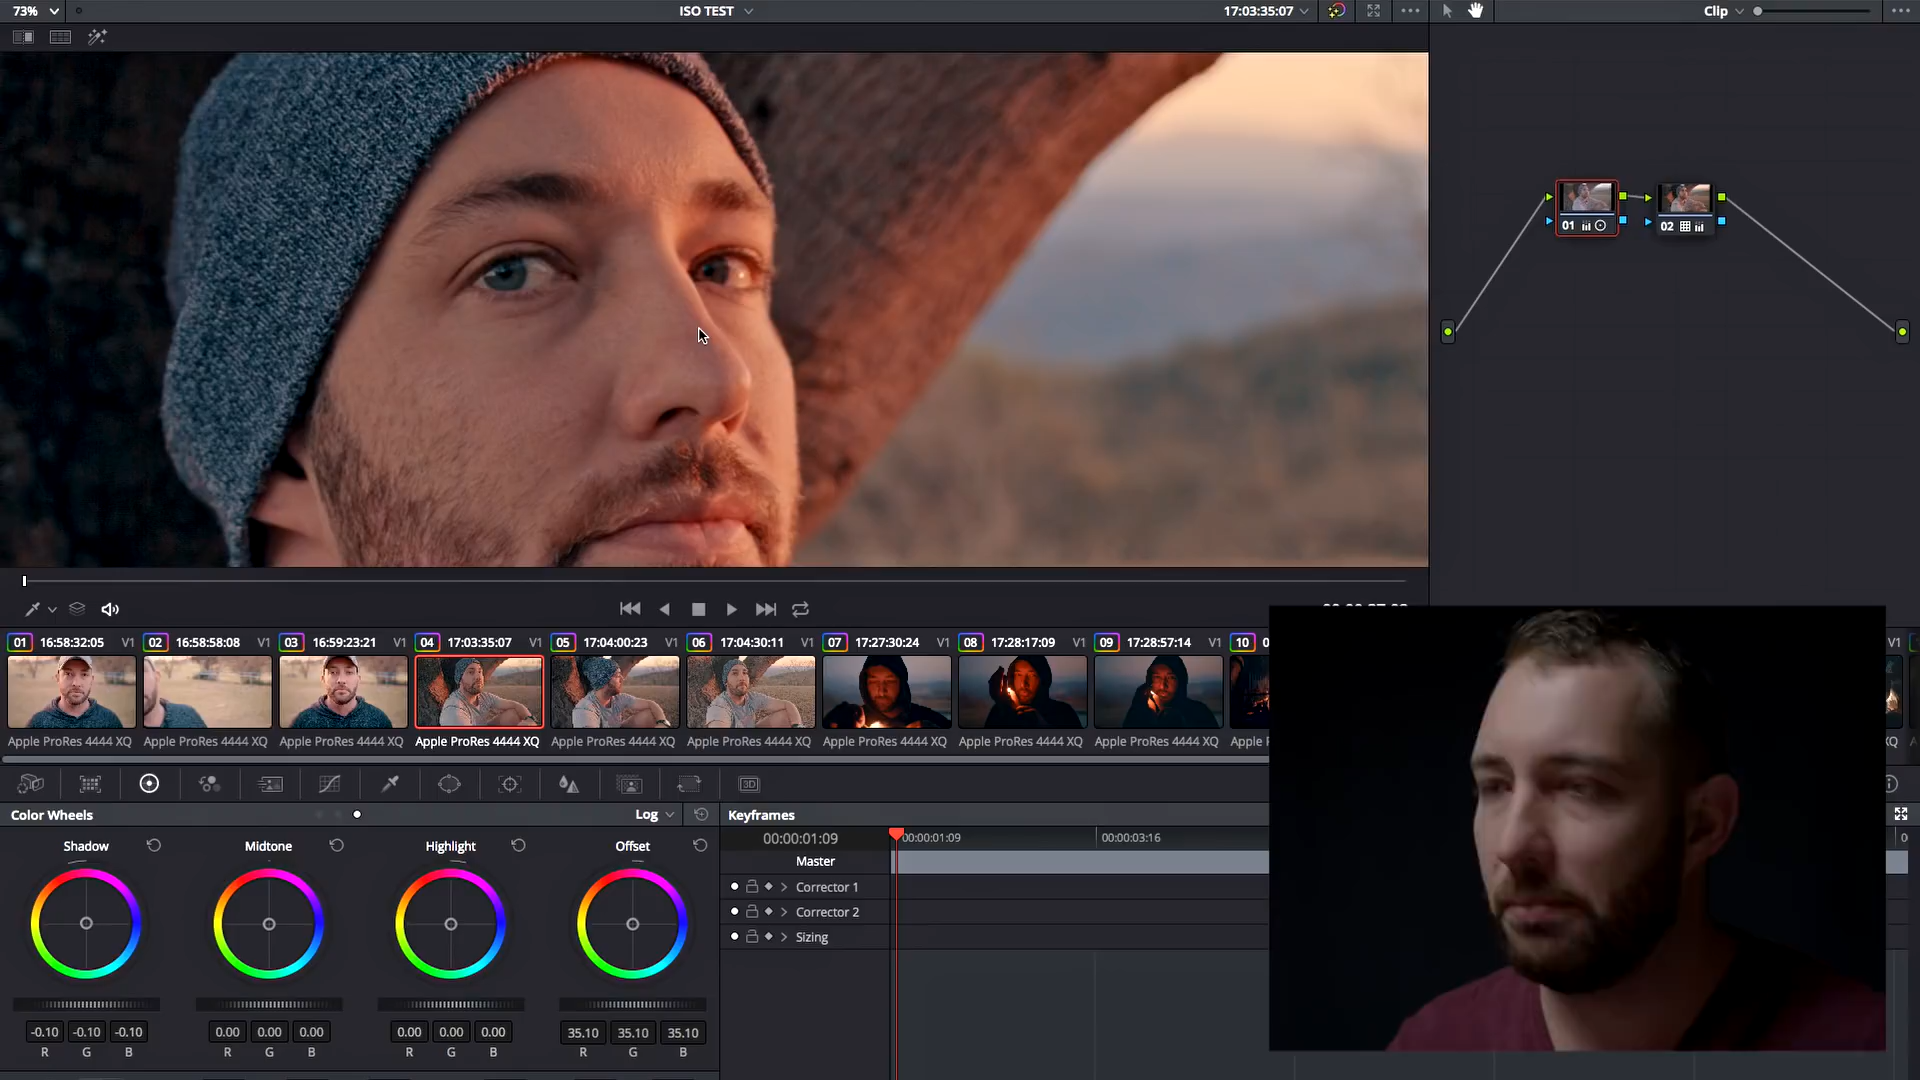 73%
ISO TEST
17:03:35:07
Clip
01
02
01 16:58:32:05 V1
02 16:58:58:08 V1
03 16:59:23:21
04 17:03:35:07 V1
05 17:04:00:23 V1
06 17:04:30:11 V1
07 17:27:30:24 V1
08 17:28:17:09 V1
09 17:28:57:14 V1
10 0
V1
Apple ProRes 4444 XQ
Apple ProRes 4444 XQ
Apple ProRes 4444 XQ
Apple ProRes 4444 XQ
Apple ProRes 4444 XQ
Apple ProRes 4444 XQ
Apple ProRes 4444 XQ
Apple ProRes 4444 XQ
Apple ProRes 4444 XQ
Apple P
XQ
3D
Color Wheels
Log
Keyframes
00:00:01:09
00:00:01:09
00:00:03:16
0
Shadow
Midtone
Highlight
Offset
Master
Corrector 1
Corrector 2
Sizing
-0.10 -0.10 -0.10
0.00 0.00 0.00
0.00 0.00 0.00
35.10 35.10 35.10
R G B
R G B
R G B
R G B